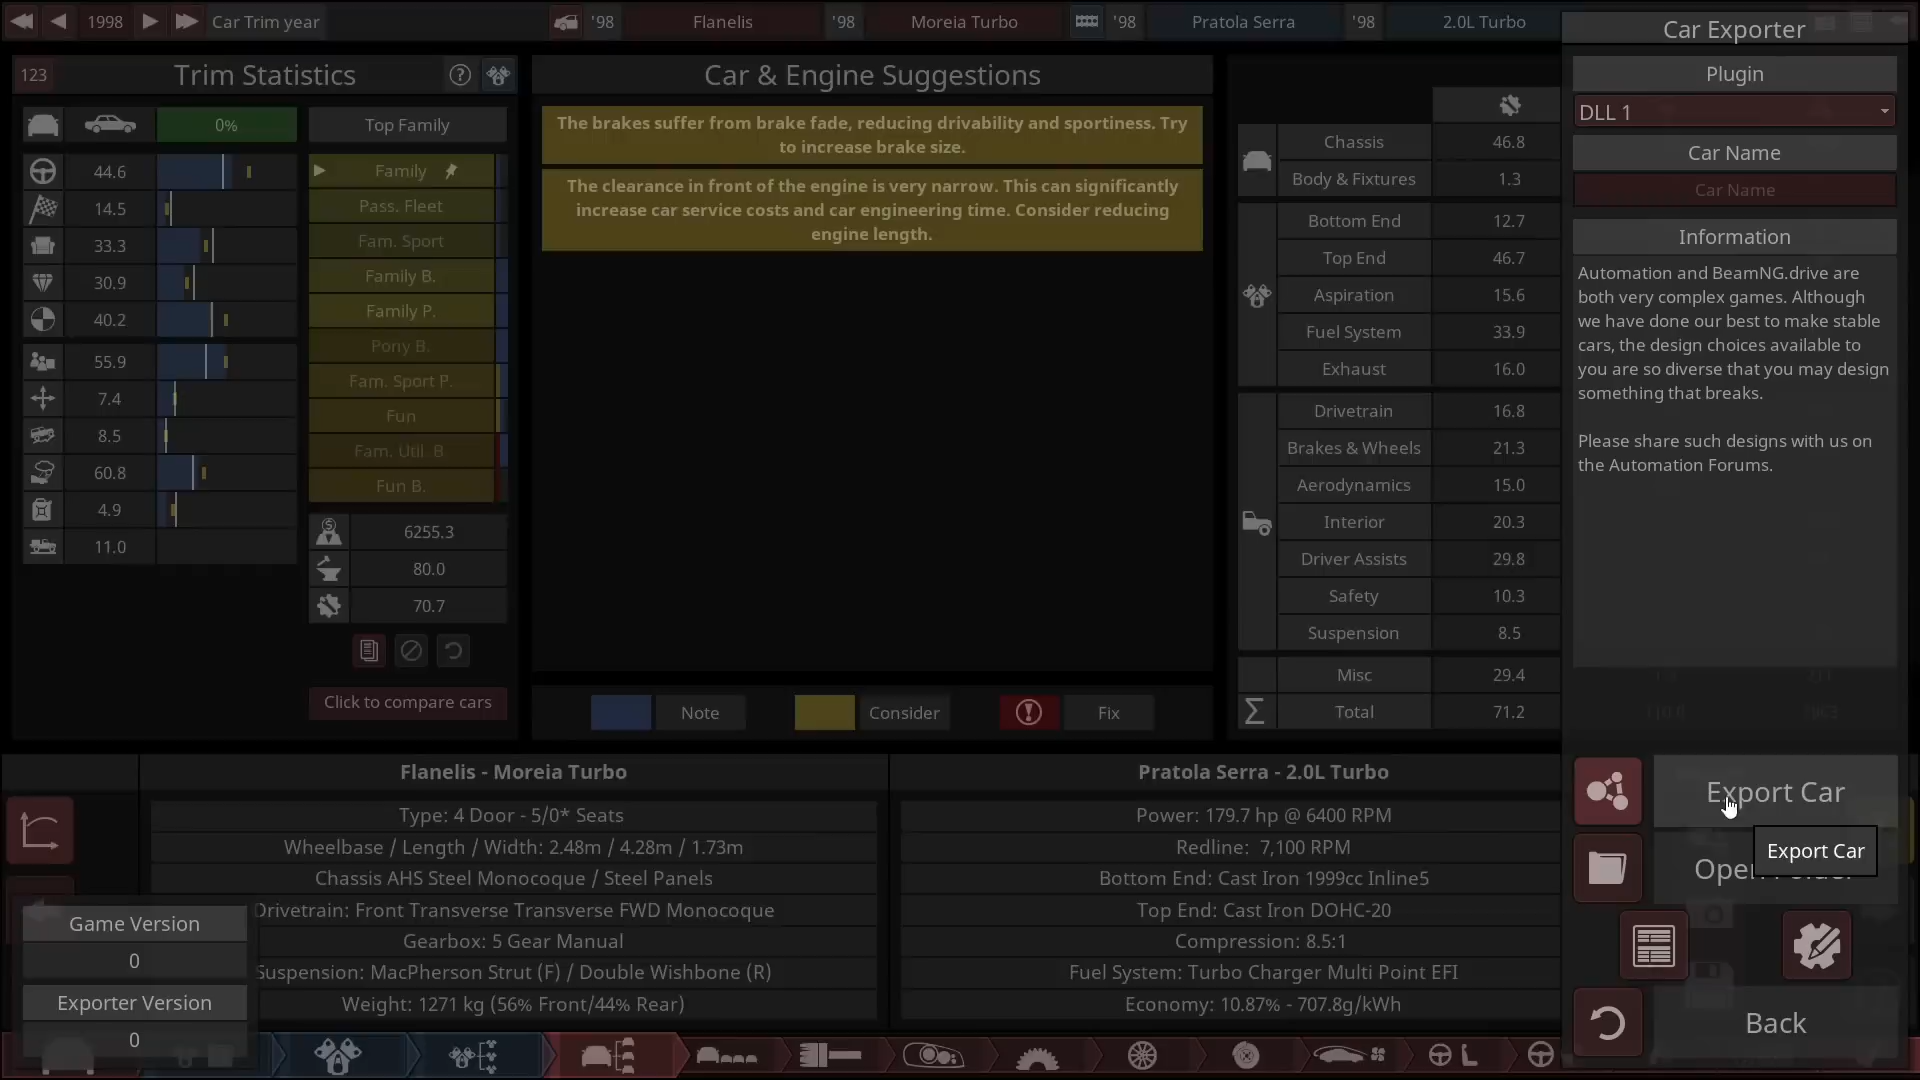 1998
Car Trim year
'98
Flanelis
'98
Moreia Turbo
'98
Pratola Serra
'98
2.0L Turbo
Car Exporter
123
Trim Statistics
?
0%
Top Family
44.6
14.5
33.3
30.9
40.2
55.9
7.4
8.5
60.8
4.9
11.0
Family
Pass. Fleet
Fam. Sport
Family B.
Family P.
Pony B.
Fam. Sport P.
Fun
Fam. Util. B
Fun B.
6255.3
80.0
70.7
Click to compare cars
Car & Engine Suggestions
The brakes suffer from brake fade, reducing drivability and sportiness. Try
to increase brake size.
The clearance in front of the engine is very narrow. This can significantly
increase car service costs and car engineering time. Consider reducing
engine length.
Note
Consider
Fix
Chassis 46.8
Body & Fixtures 1.3
Bottom End 12.7
Top End 46.7
Aspiration 15.6
Fuel System 33.9
Exhaust 16.0
Drivetrain 16.8
Brakes & Wheels 21.3
Aerodynamics 15.0
Interior 20.3
Driver Assists 29.8
Safety 10.3
Suspension 8.5
Misc 29.4
Σ Total 71.2
Plugin
DLL 1
Car Name
Car Name
Information
Automation and BeamNG.drive are
both very complex games. Although
we have done our best to make stable
cars, the design choices available to
you are so diverse that you may design
something that breaks.
Please share such designs with us on
the Automation Forums.
Export Car
Export Car
Open Folder
Back
Flanelis - Moreia Turbo
Type: 4 Door - 5/0* Seats
Wheelbase / Length / Width: 2.48m / 4.28m / 1.73m
Chassis AHS Steel Monocoque / Steel Panels
Drivetrain: Front Transverse Transverse FWD Monocoque
Gearbox: 5 Gear Manual
Suspension: MacPherson Strut (F) / Double Wishbone (R)
Weight: 1271 kg (56% Front/44% Rear)
Pratola Serra - 2.0L Turbo
Power: 179.7 hp @ 6400 RPM
Redline: 7,100 RPM
Bottom End: Cast Iron 1999cc Inline5
Top End: Cast Iron DOHC-20
Compression: 8.5:1
Fuel System: Turbo Charger Multi Point EFI
Economy: 10.87% - 707.8g/kWh
Game Version
0
Exporter Version
0